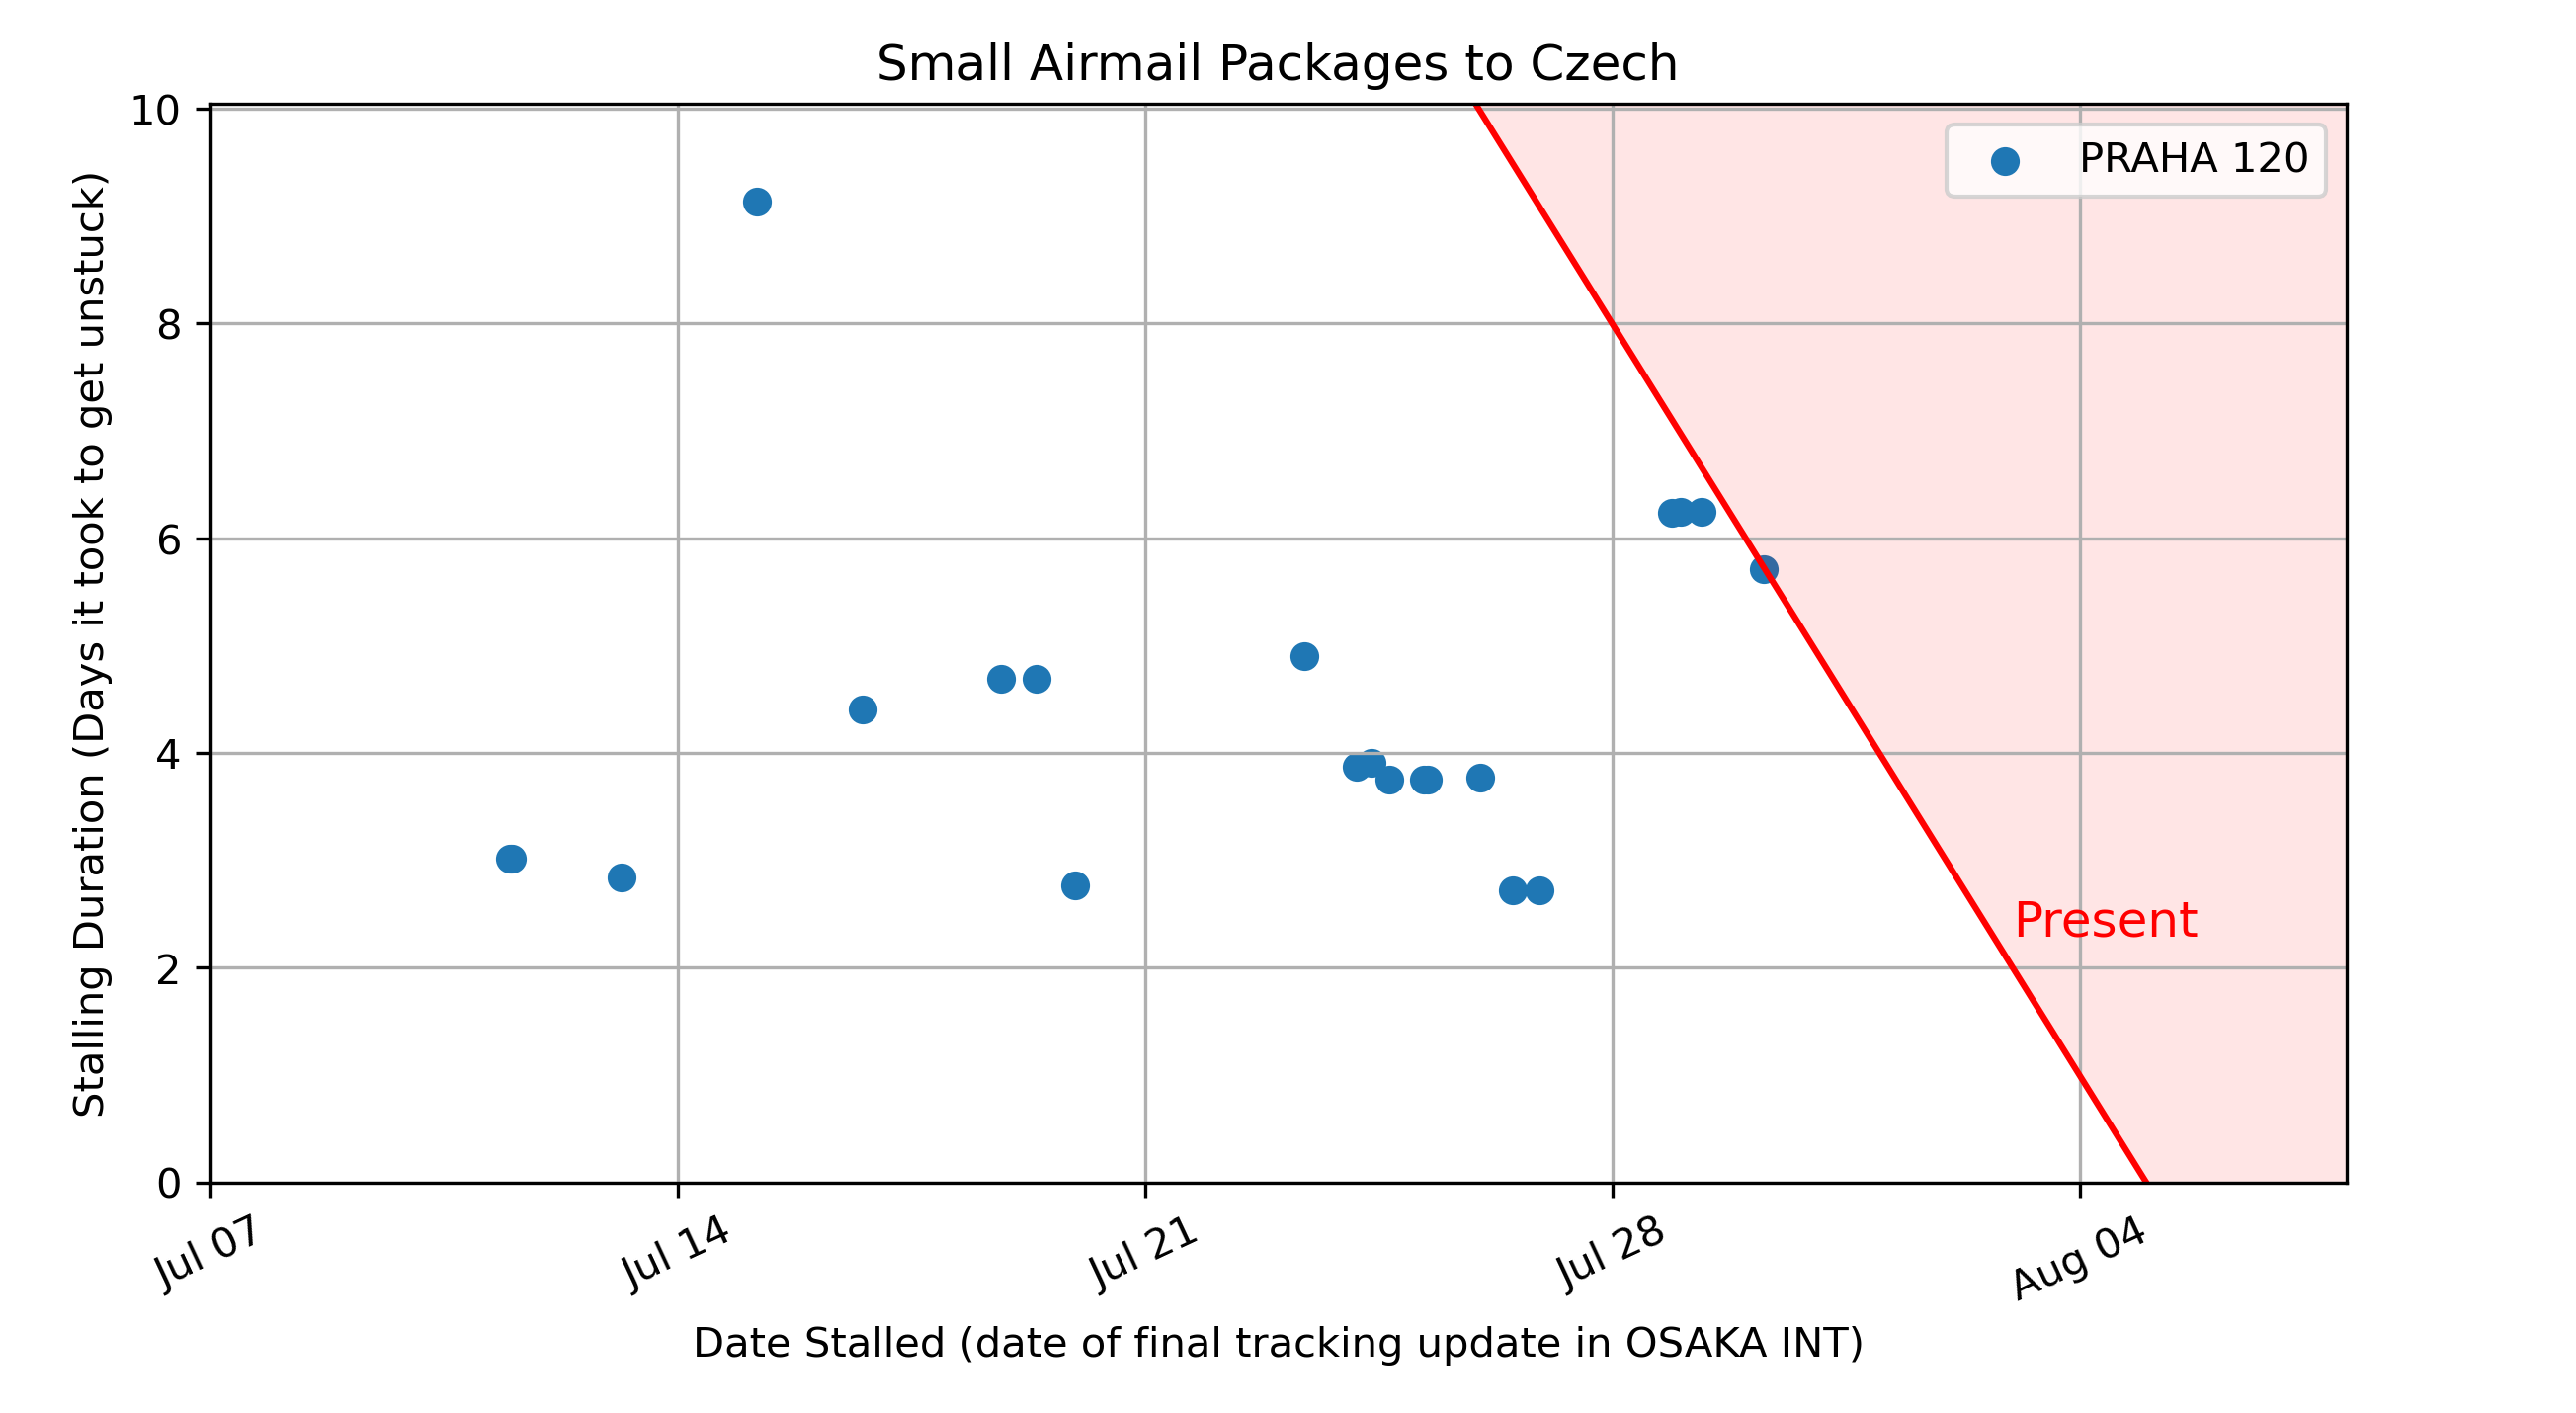 Small Airmail Packages to Czech
PRAHA 120
Stalling Duration (Days it took to get unstuck)
10
8
6
4
2
0
Present
Jul 07
Jul 14
Jul 21
Jul 28
Aug 04
Date Stalled (date of final tracking update in OSAKA INT)